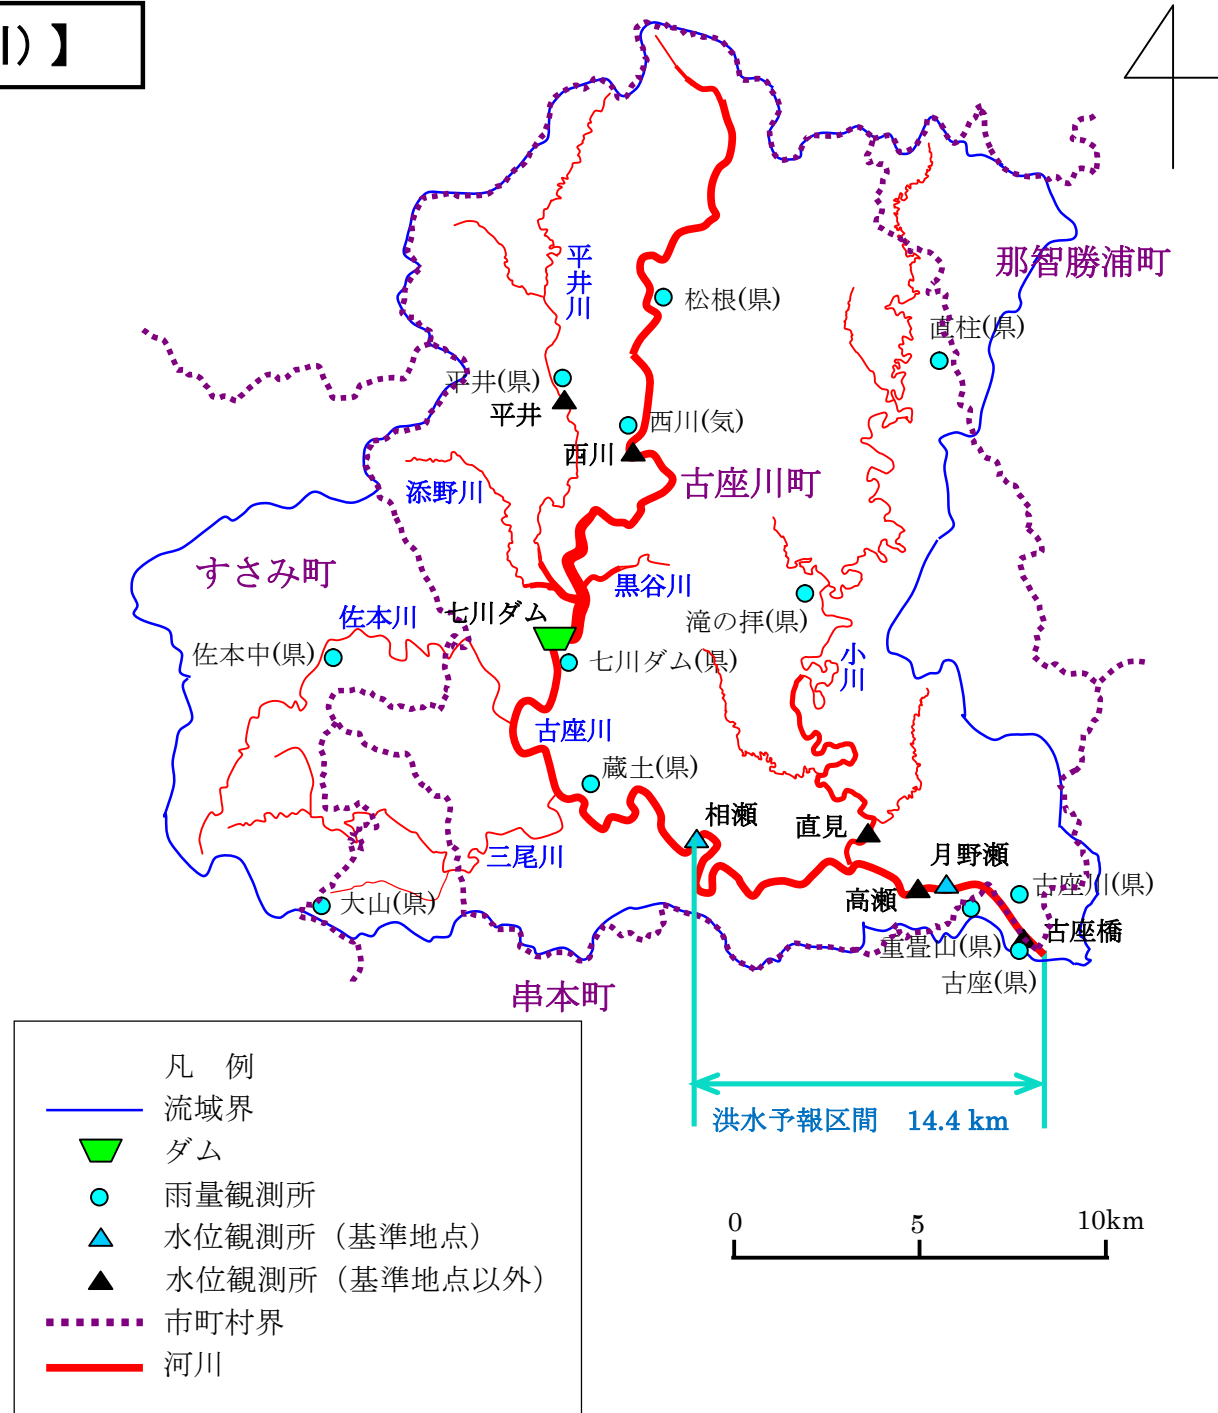 川）】
那智勝浦町
平井川
松根(県)
直柱(県)
平井(県)
平井
西川(気)
西川
古座川町
添野川
すさみ町
黒谷川
七川ダム
佐本川
滝の拝(県)
佐本中(県)
小川
七川ダム(県)
古座川
蔵土(県)
相瀬
直見
三尾川
月野瀬
古座川(県)
高瀬
大山(県)
古座橋
重畳山(県)
古座(県)
串本町
凡　例
流域界
ダム
雨量観測所
水位観測所（基準地点）
水位観測所（基準地点以外）
市町村界
河川
洪水予報区間　14.4 km
0 5 10km